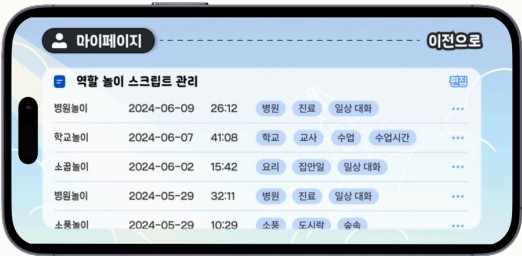 마이페이지 이전으로
역할 놀이 스크립트 관리 편집
병원놀이 2024-06-09 26:12 병원 진료 일상 대화
학교놀이 2024-06-07 41:08 학교 교사 수업 수업시간
소꿉놀이 2024-06-02 15:42 요리 집안일 일상 대화
병원놀이 2024-05-29 32:11 병원 진료 일상 대화
소풍놀이 2024-05-29 10:29 소풍 도시락 숲속